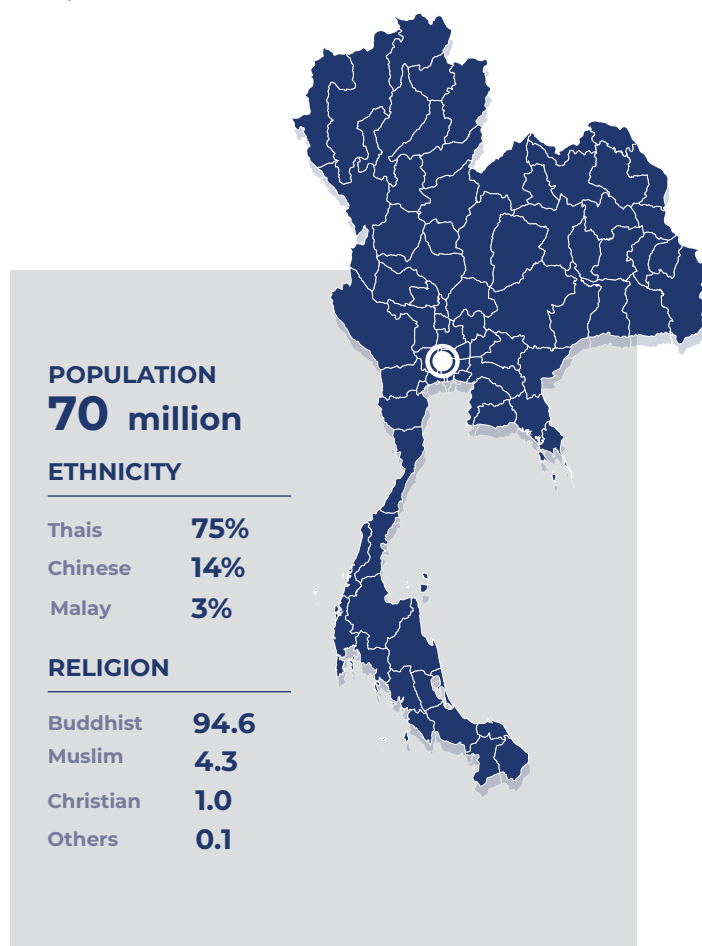 POPULATION
70 million
ETHNICITY
Thais 75%
Chinese 14%
Malay 3%
RELIGION
Buddhist 94.6
Muslim 4.3
Christian 1.0
Others 0.1